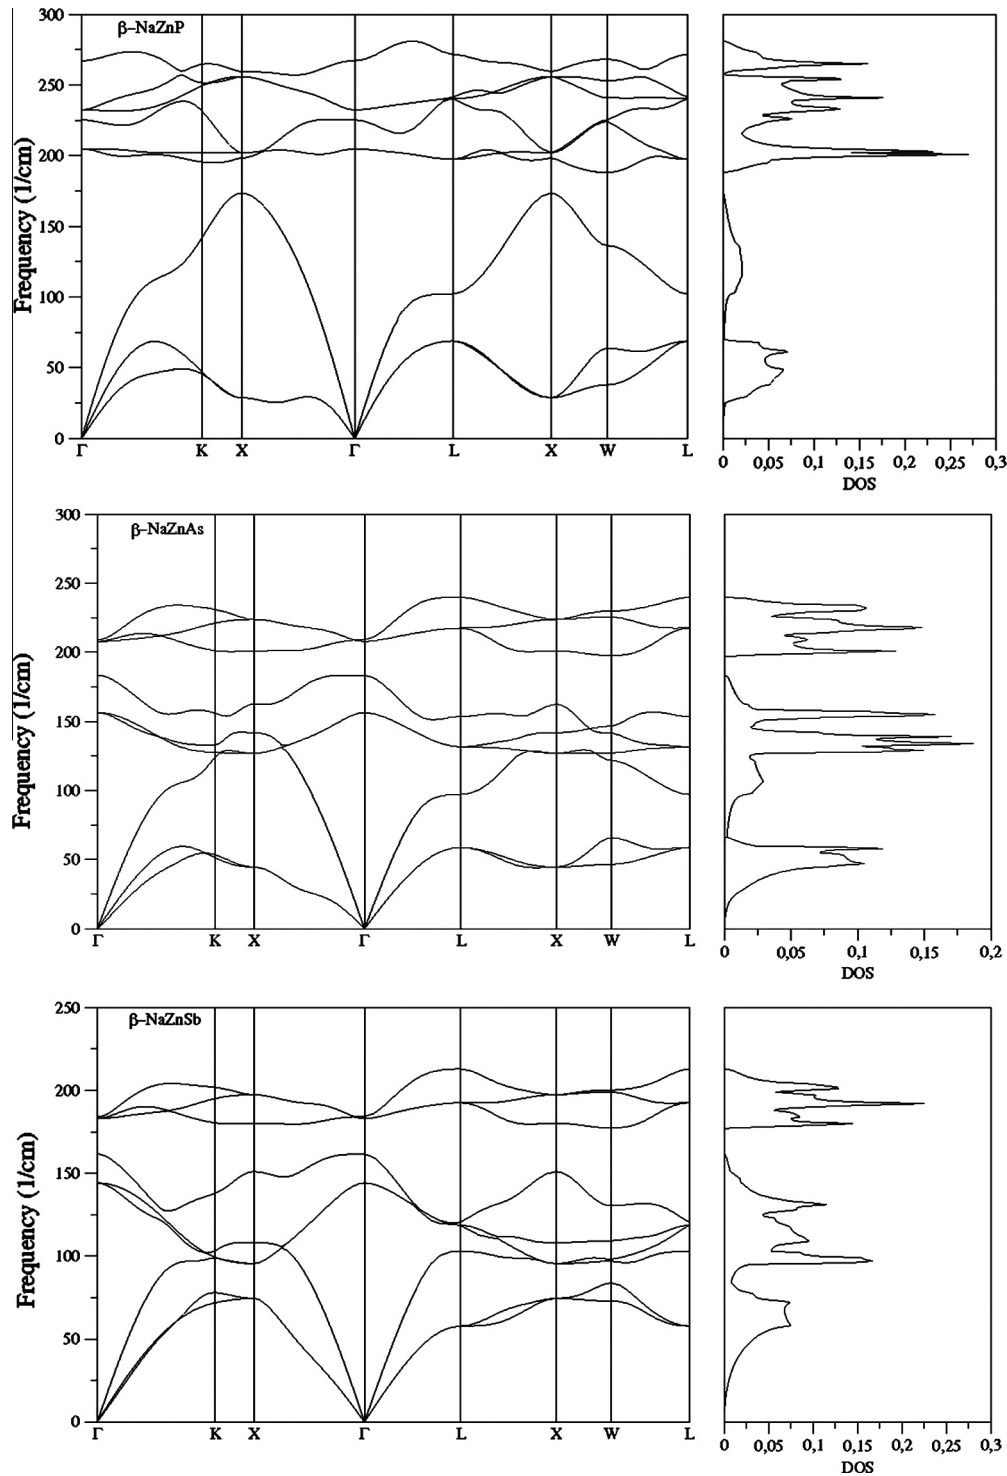 300
β–NaZnP
250
200
150
100
50
0
Frequency (1/cm)
Γ K X Γ L X W L
0 0,05 0,1 0,15 0,2 0,25 0,3
DOS
300
β–NaZnAs
250
200
150
100
50
0
Frequency (1/cm)
Γ K X Γ L X W L
0 0,05 0,1 0,15 0,2
DOS
250
β–NaZnSb
200
150
100
50
0
Frequency (1/cm)
Γ K X Γ L X W L
0 0,05 0,1 0,15 0,2 0,25 0,3
DOS